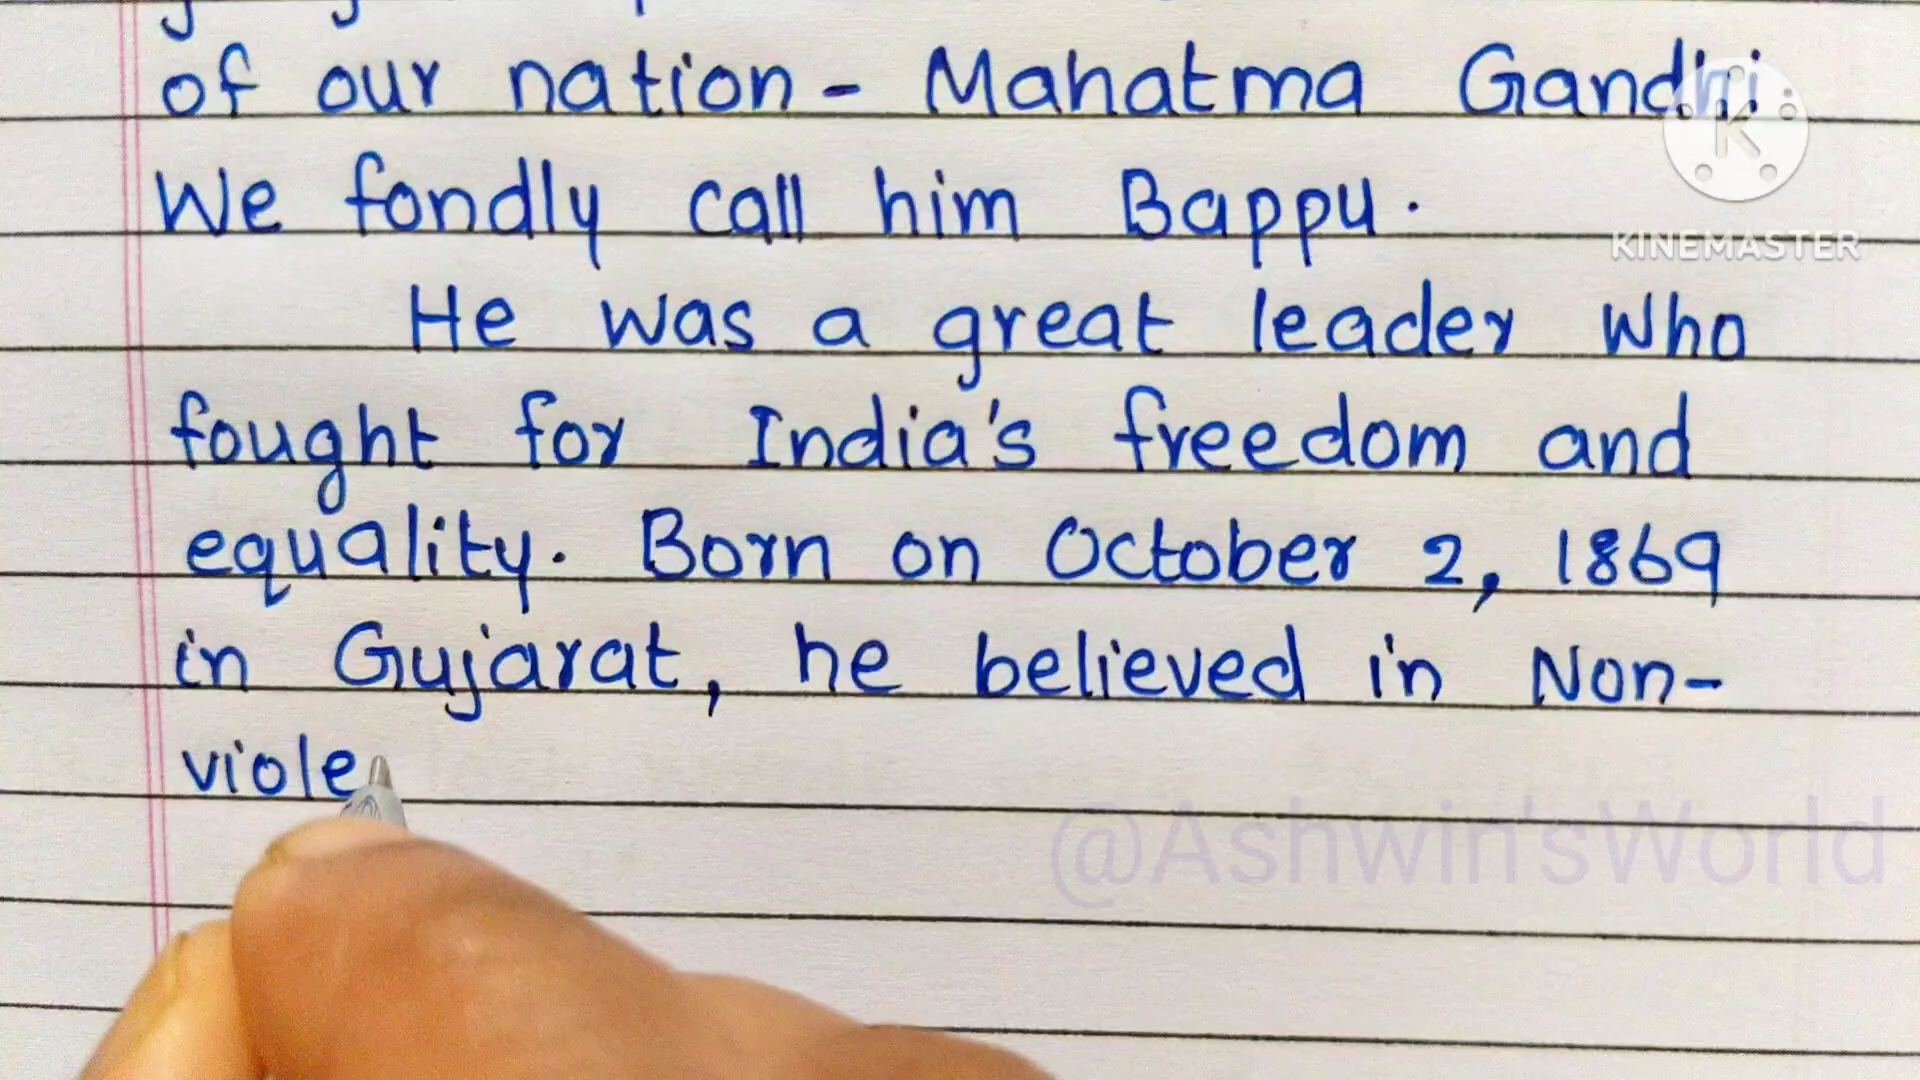 of our nation - Mahatma Gandhi
We fondly call him Bappu.
He was a great leader who
fought for India's freedom and
equality. Born on October 2, 1869
in Gujarat, he believed in Non-
viole
K
KINEMASTER
@Ashwin'sWorld